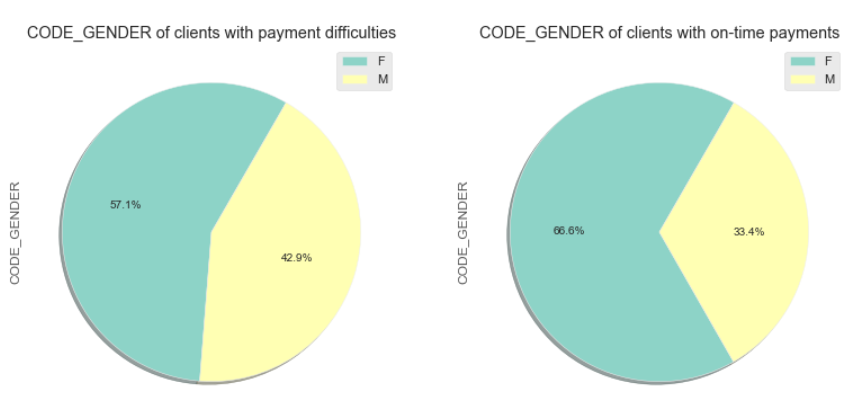 CODE_GENDER of clients with payment difficulties
F
M
57.1%
42.9%
CODE_GENDER
CODE_GENDER of clients with on-time payments
F
M
66.6%
33.4%
CODE_GENDER